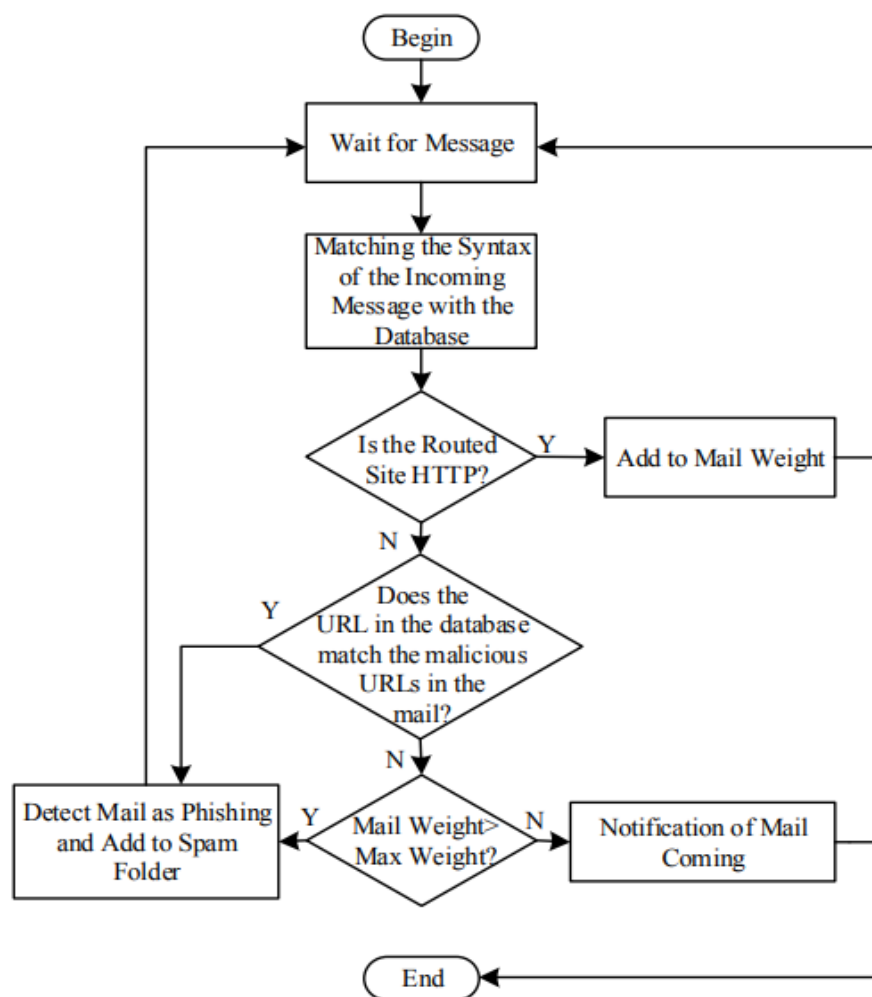 Begin
Wait for Message
Matching the Syntax
of the Incoming
Message with the
Database
Is the Routed
Site HTTP?
Y
Add to Mail Weight
N
Does the
URL in the database
match the malicious
URLs in the
mail?
Y
N
Mail Weight>
Max Weight?
Y
Detect Mail as Phishing
and Add to Spam
Folder
N
Notification of Mail
Coming
End